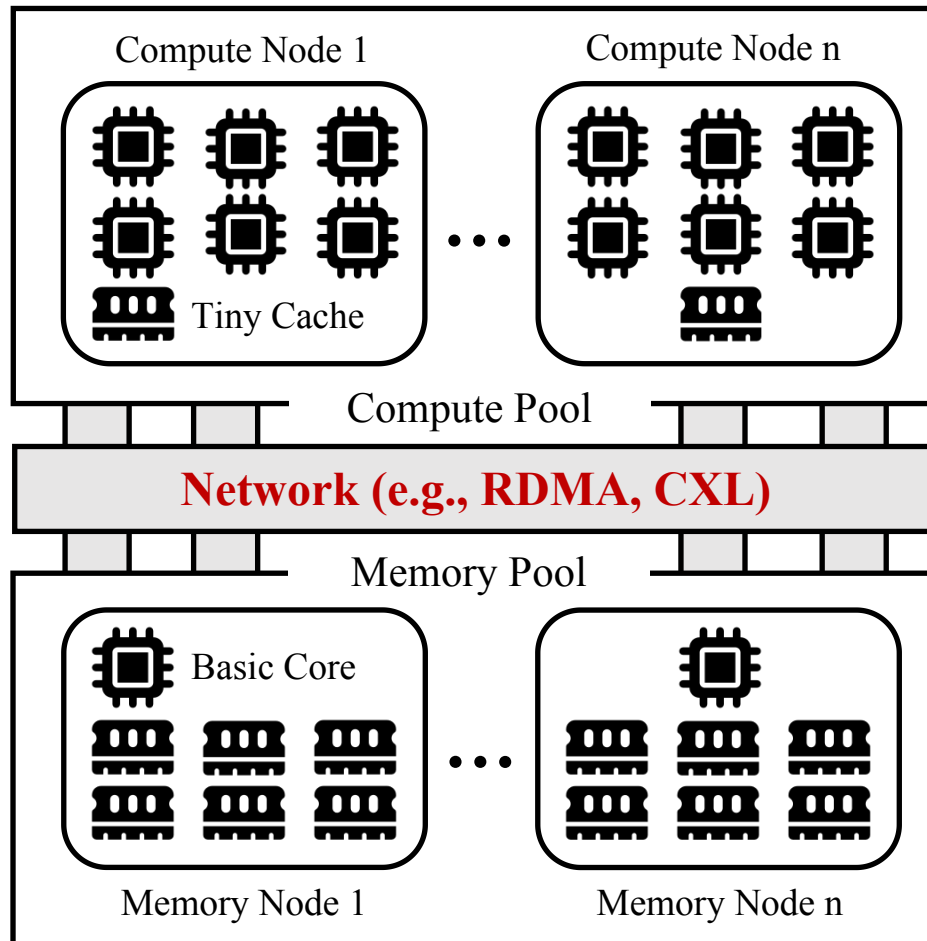 Compute Node 1
Compute Node n
Tiny Cache
Compute Pool
Network (e.g., RDMA, CXL)
Memory Pool
Basic Core
Memory Node 1
Memory Node n